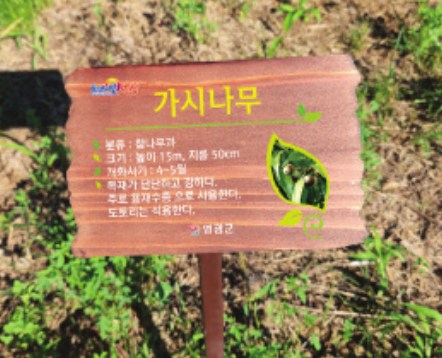 가시나무
분류 : 참나무과
크기 : 높이 15m, 지름 50cm
개화시기 : 4~5월
목재가 단단하고 강하다.
주로 용재수종 으로 사용한다.
도토리는 식용한다.
영광군